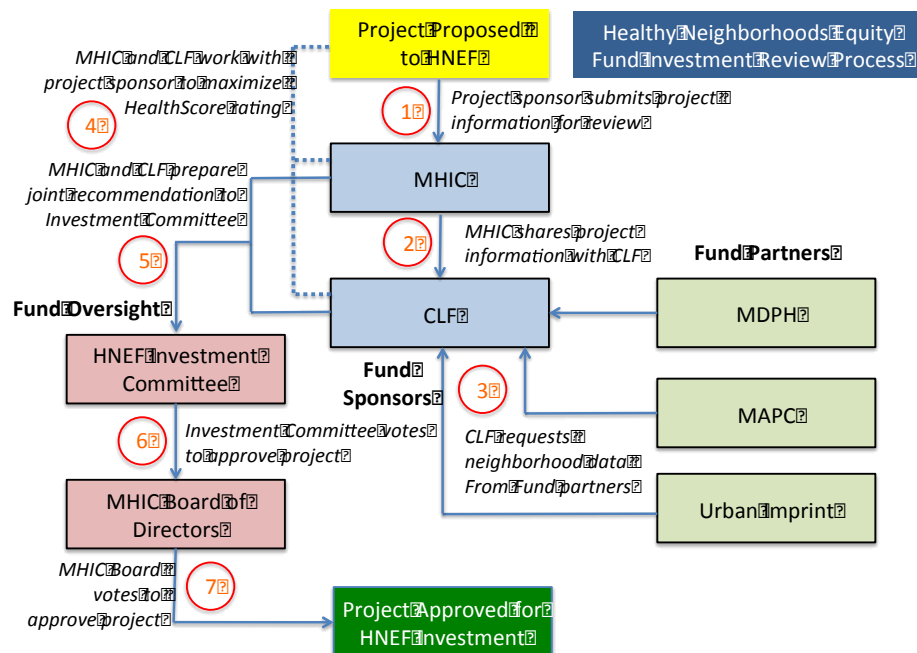 Project Proposed
to HNEF
Healthy Neighborhoods Equity
Fund Investment Review Process
MHIC and CLF work with
project sponsor to maximize
HealthScore rating
4
1
Project sponsor submits project
information for review
MHIC and CLF prepare
joint recommendation to
Investment Committee
MHIC
5
2
MHIC shares project
information with CLF
Fund Partners
Fund Oversight
CLF
MDPH
HNEF Investment
Committee
Fund
Sponsors
3
MAPC
6
Investment Committee votes
to approve project
CLF requests
neighborhood data
From Fund partners
MHIC Board of
Directors
Urban Imprint
MHIC Board
votes to
approve project
7
Project Approved for
HNEF Investment